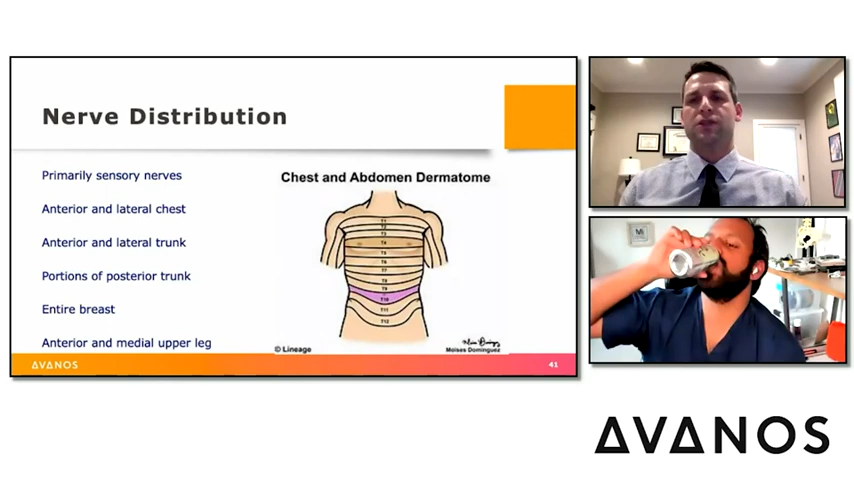 Nerve Distribution
Primarily sensory nerves
Anterior and lateral chest
Anterior and lateral trunk
Portions of posterior trunk
Entire breast
Anterior and medial upper leg
Chest and Abdomen Dermatome
T1
T2
T3
T4
T5
T6
T7
T8
T9
T10
T11
T12
© Lineage
Moises Dominguez
AVANOS
41
AVANOS